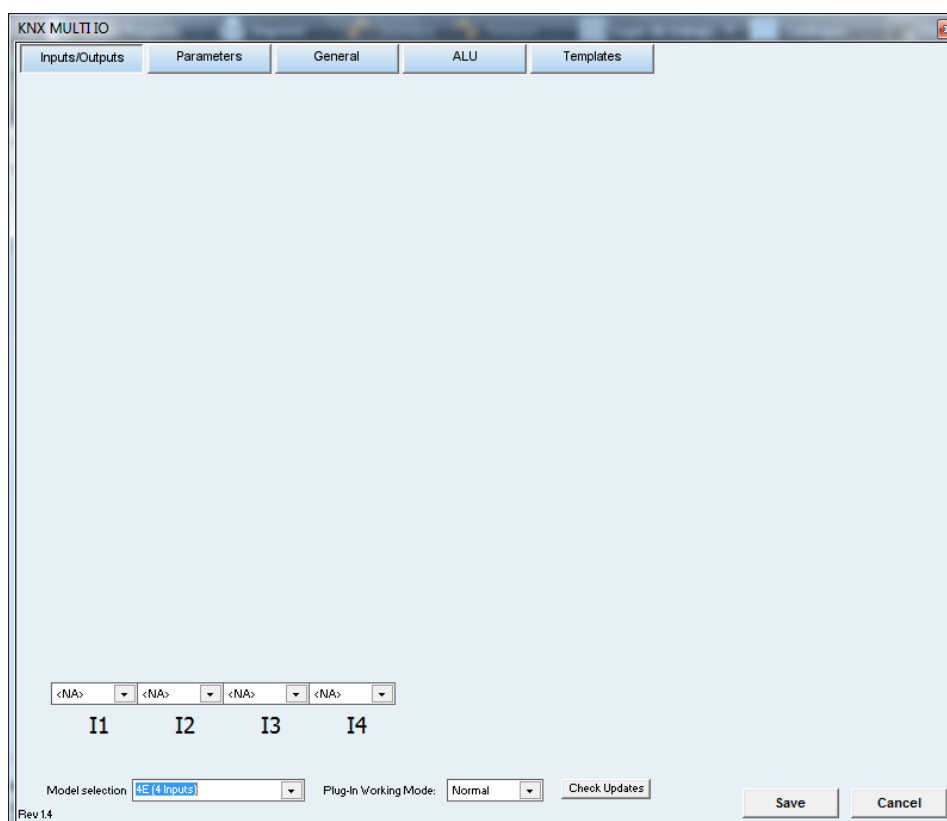 KNX MULTI IO
Inputs/Outputs Parameters General ALU Templates
<NA> <NA> <NA> <NA>
I1 I2 I3 I4
Model selection 4E (4 Inputs) Plug-In Working Mode: Normal Check Updates
Save Cancel
Rev 1.4